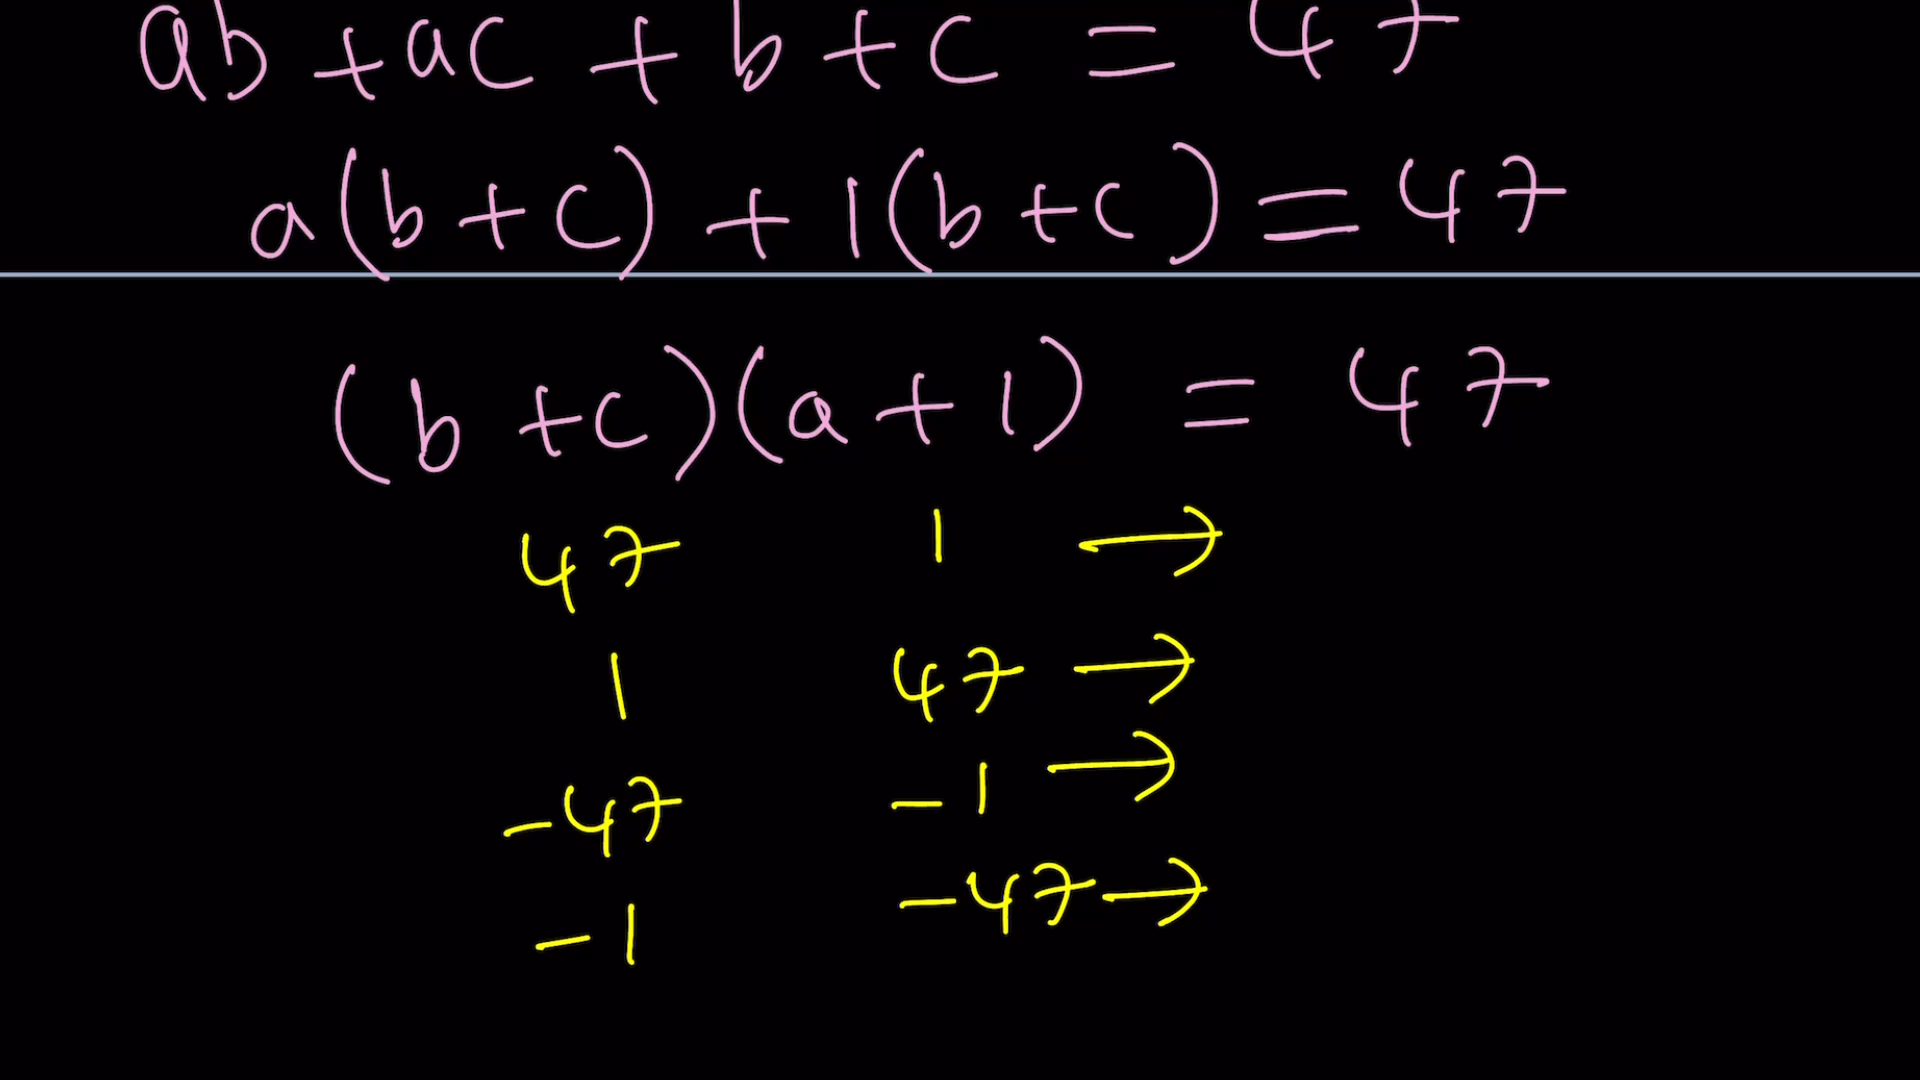 ab + ac + b + c = 47
a(b + c) + 1(b + c) = 47
(b + c)(a + 1) = 47
47 1 →
1 47 →
-47 -1 →
-1 -47 →